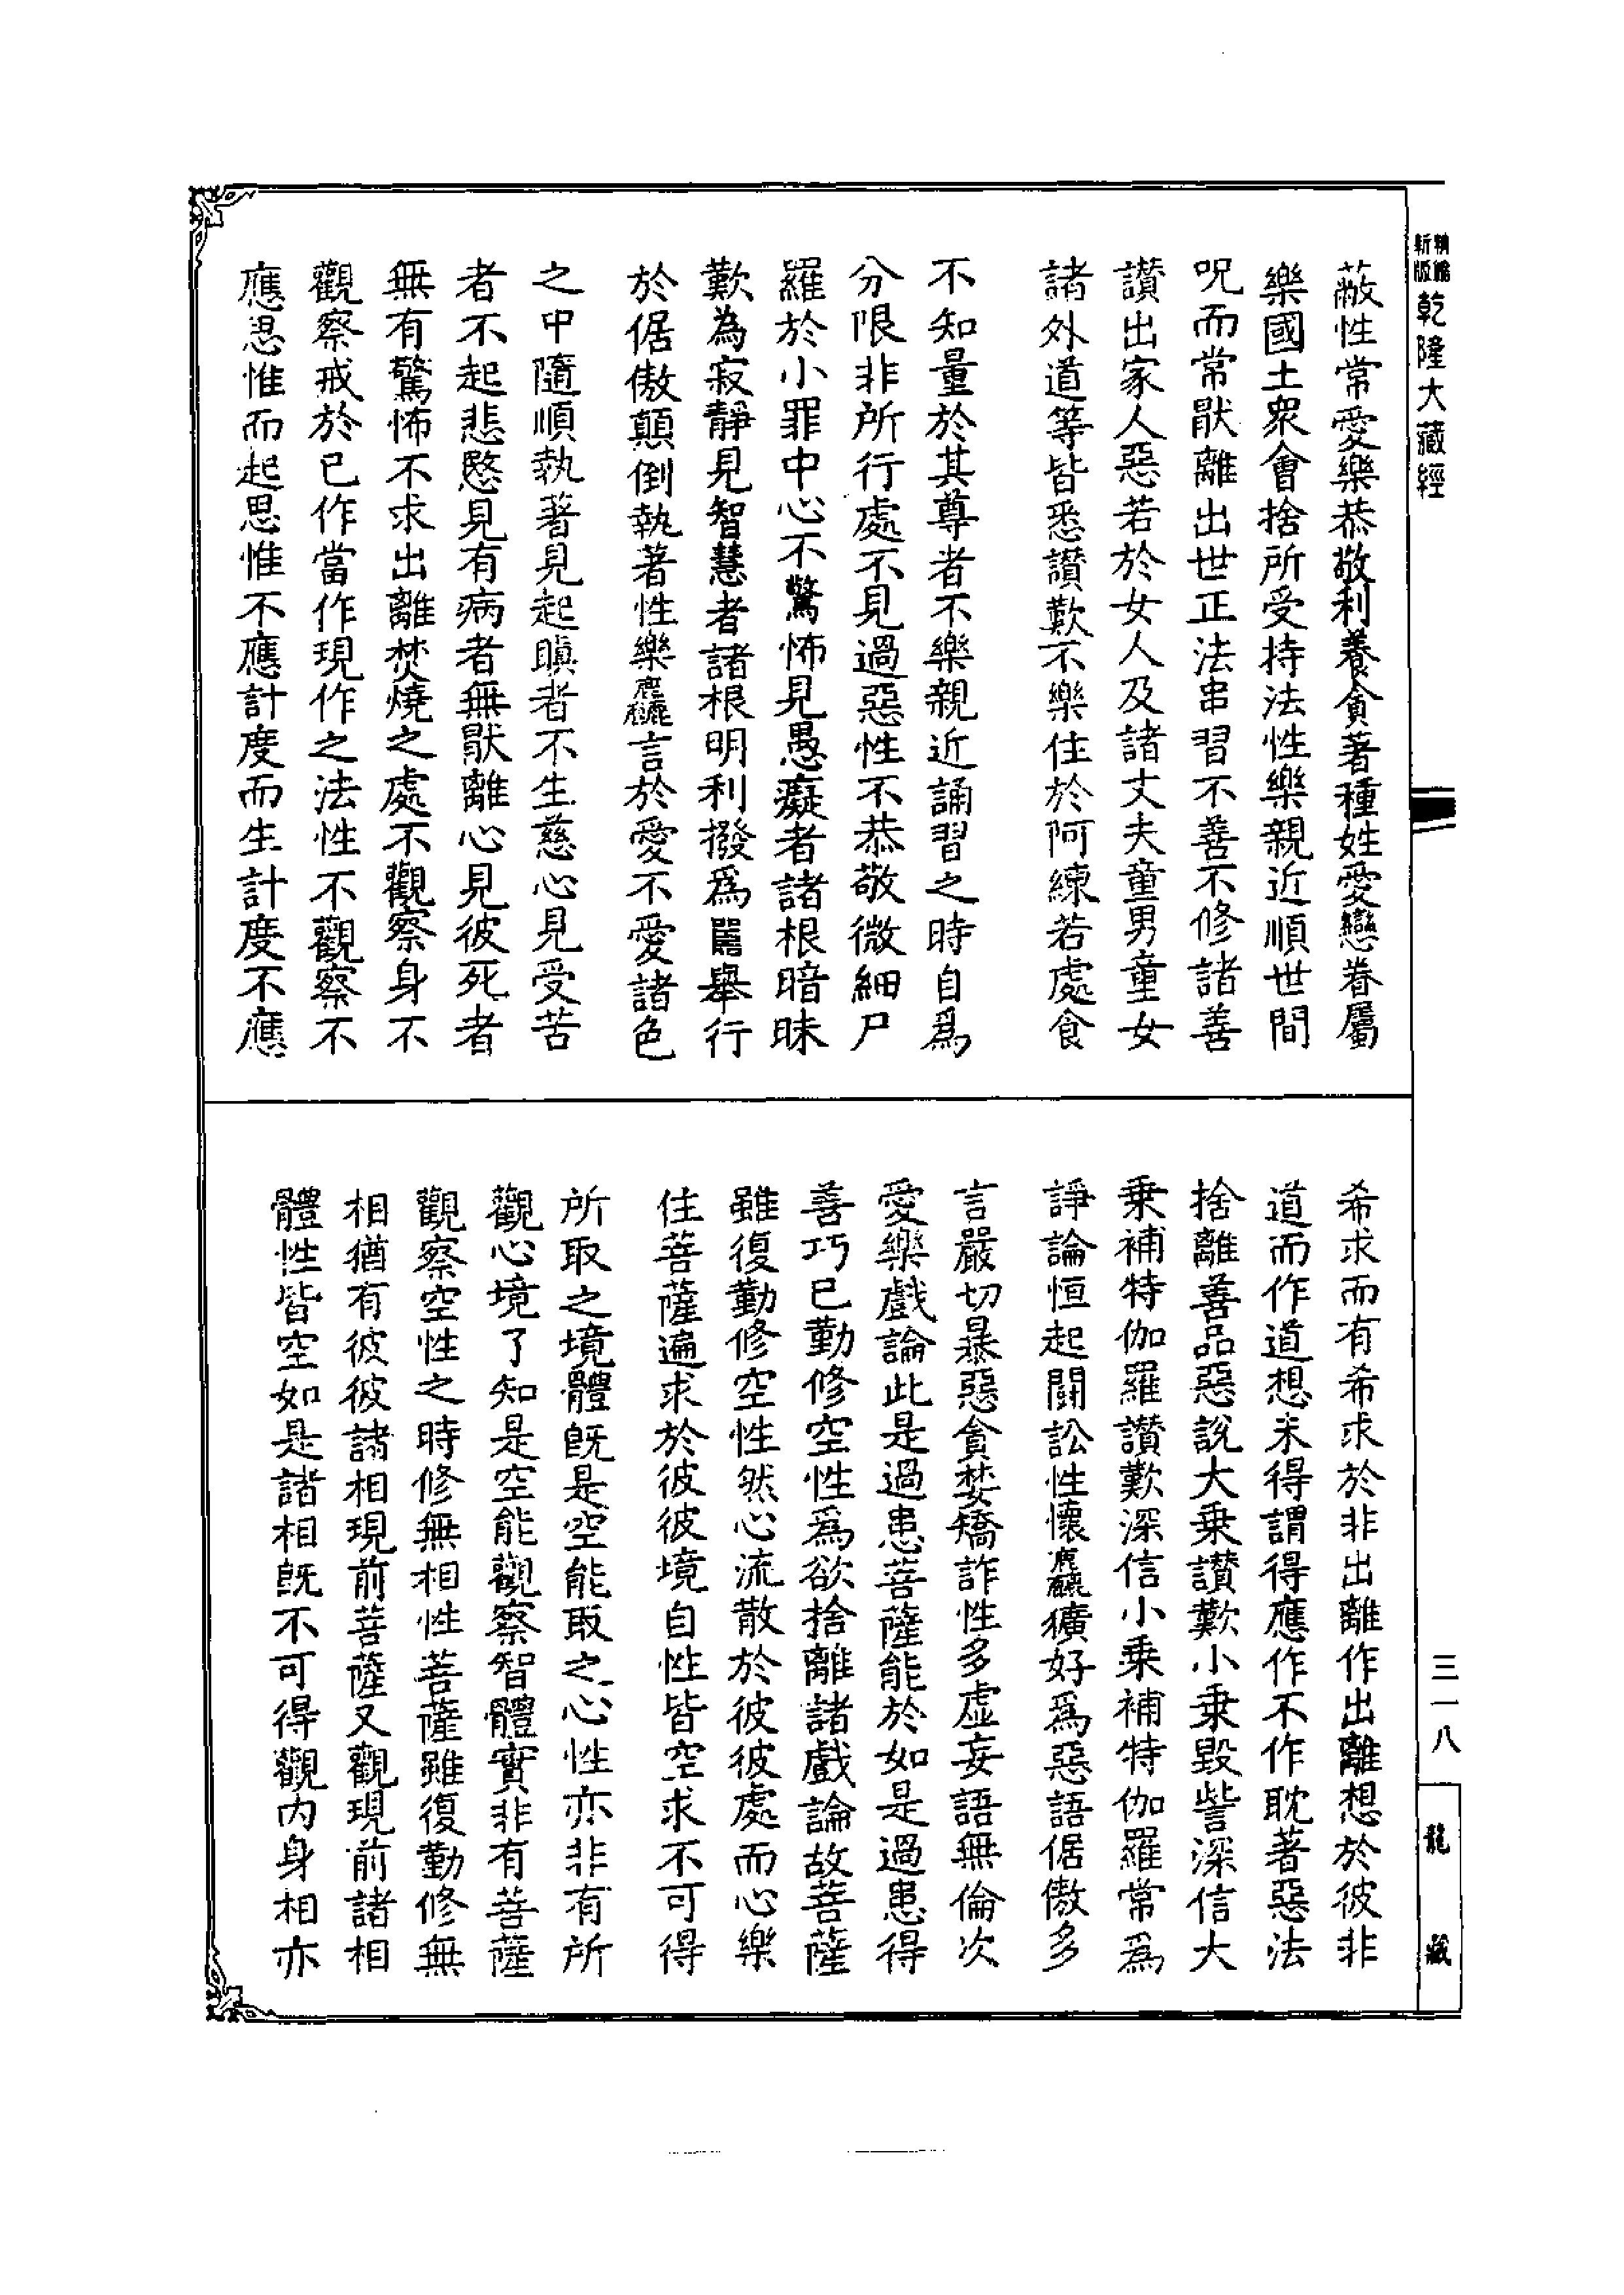 精繪
新版
乾隆大藏經
蔽性常愛樂恭敬利養貪著種姓愛戀眷屬
樂國土眾會捨所受持法性樂親近順世間
呪而常猒離出世正法串習不善不修諸善
讚出家人惡若於女人及諸丈夫童男童女
諸外道等皆悉讚歎不樂住於阿練若處食
不知量於其尊者不樂親近誦習之時自爲
分限非所行處不見過惡性不恭敬微細尸
羅於小罪中心不驚怖見愚癡者諸根暗昧
歎為寂靜見智慧者諸根明利撥爲嚚舉行
於倨傲顛倒執著性樂麤言於愛不愛諸色
之中隨順執著見起瞋者不生慈心見受苦
者不起悲愍見有病者無猒離心見彼死者
無有驚怖不求出離焚燒之處不觀察身不
觀察戒於已作當作現作之法性不觀察不
應思惟而起思惟不應計度而生計度不應
希求而有希求於非出離作出離想於彼非
道而作道想未得謂得應作不作耽著惡法
捨離善品惡說大乗讚歎小乗毀訾深信大
乗補特伽羅讚歎深信小乗補特伽羅常爲
諍論恒起鬪訟性懷麤獷好爲惡語倨傲多
言嚴切暴惡貪婪矯詐性多虛妄語無倫次
愛樂戲論此是過患菩薩能於如是過患得
善巧已勤修空性爲欲捨離諸戲論故菩薩
雖復勤修空性然心流散於彼彼處而心樂
住菩薩遍求於彼彼境自性皆空求不可得
所取之境體旣是空能取之心性亦非有所
觀心境了知是空能觀察智體實非有菩薩
觀察空性之時修無相性菩薩雖復勤修無
相猶有彼彼諸相現前菩薩又觀現前諸相
體性皆空如是諸相旣不可得觀內身相亦
三一八
龍藏